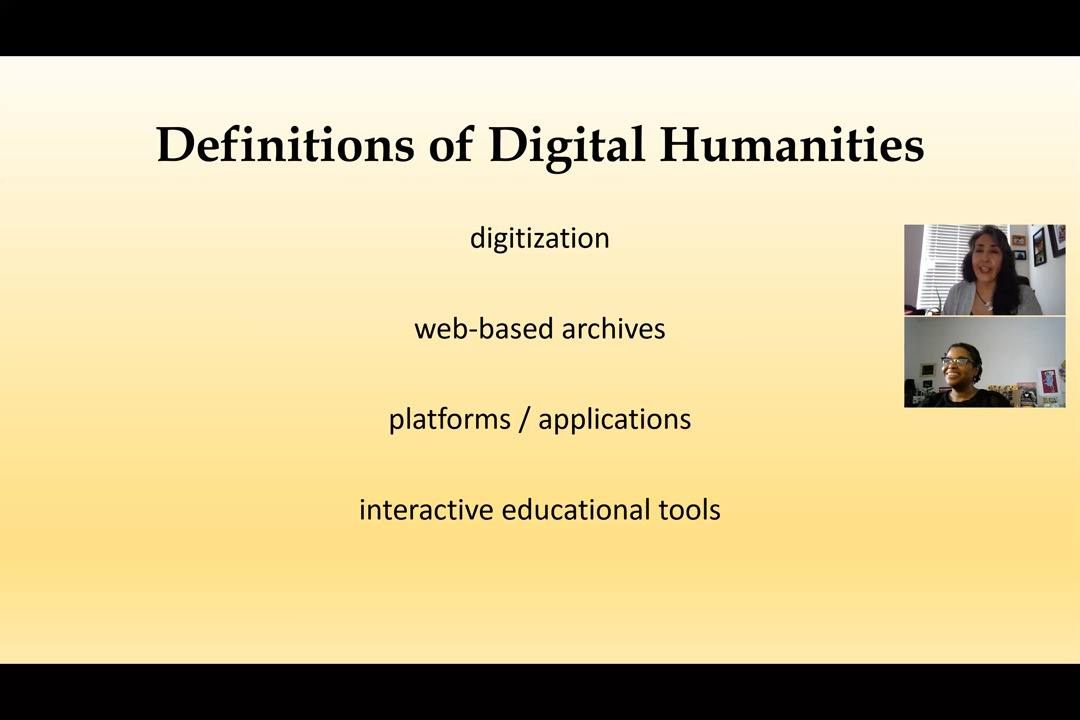 Definitions of Digital Humanities
digitization
web-based archives
platforms / applications
interactive educational tools